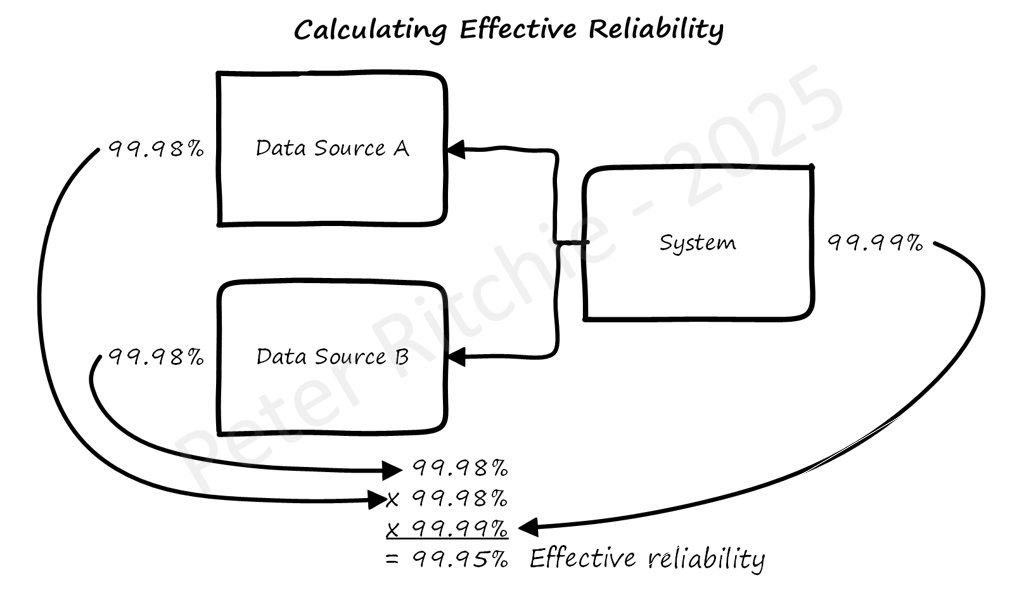 Calculating Effective Reliability
99.98%
Data Source A
System
99.99%
99.98%
Data Source B
99.98%
x 99.98%
x 99.99%
= 99.95% Effective reliability
Peter Ritchie - 2025